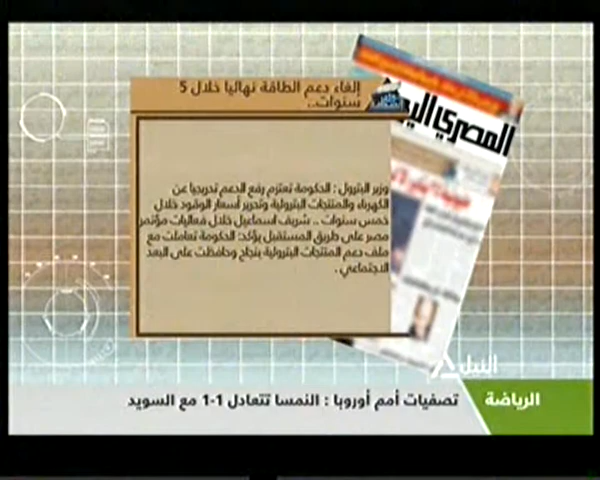 إلغاء دعم الطاقة نهائيا خلال 5
سنوات..
المصري اليوم
وزير البترول : الحكومة تعتزم رفع الدعم تدريجيا عن
الكهرباء والمنتجات البترولية وتحرير أسعار الوقود خلال
خمس سنوات .. شريف اسماعيل خلال فعاليات مؤتمر
مصر على طريق المستقبل يؤكد: الحكومة تعاملت مع
ملف دعم المنتجات البترولية بنجاح وحافظت على البعد
الاجتماعي .
النيل
الرياضة
تصفيات أمم أوروبا : النمسا تتعادل 1-1 مع السويد